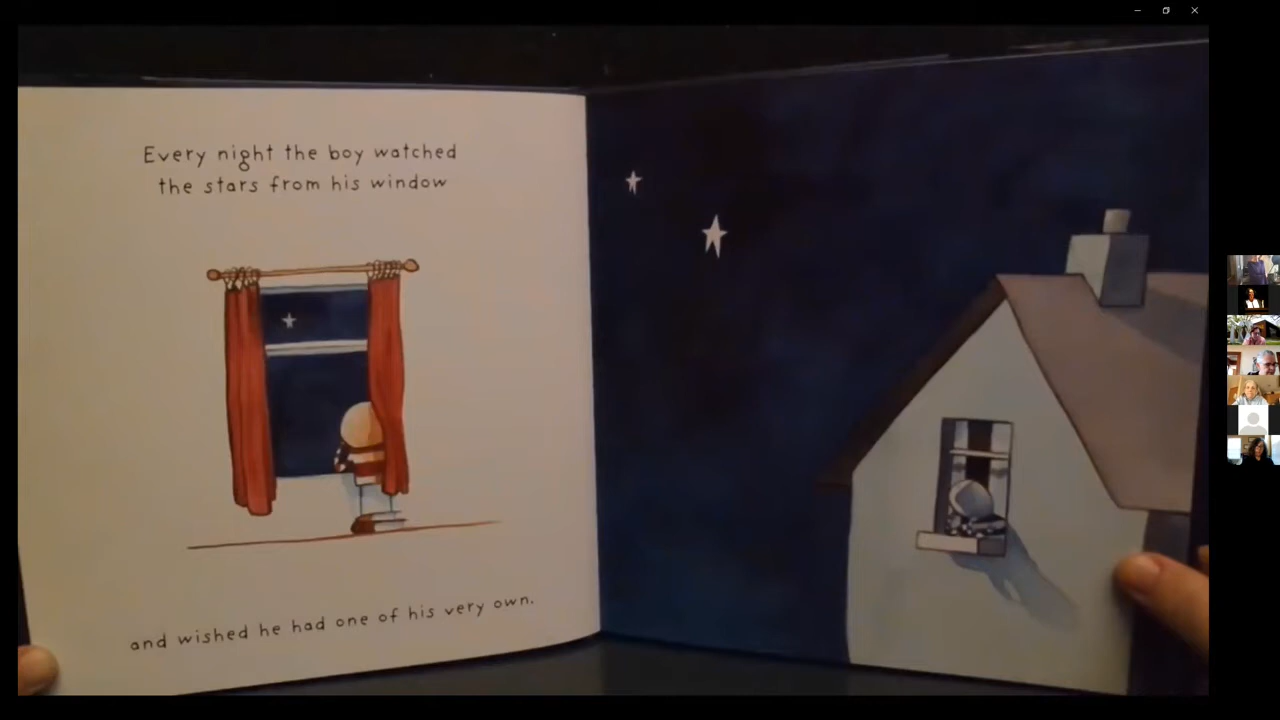 Every night the boy watched
the stars from his window
and wished he had one of his very own.